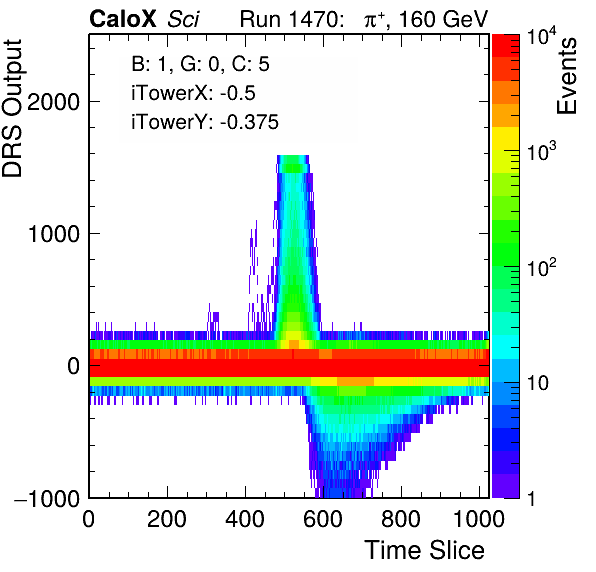 CaloX Sci Run 1470: π⁺, 160 GeV
B: 1, G: 0, C: 5
iTowerX: -0.5
iTowerY: -0.375
DRS Output
2000
1000
0
−1000
0 200 400 600 800 1000
Time Slice
Events
10⁴
10³
10²
10
1